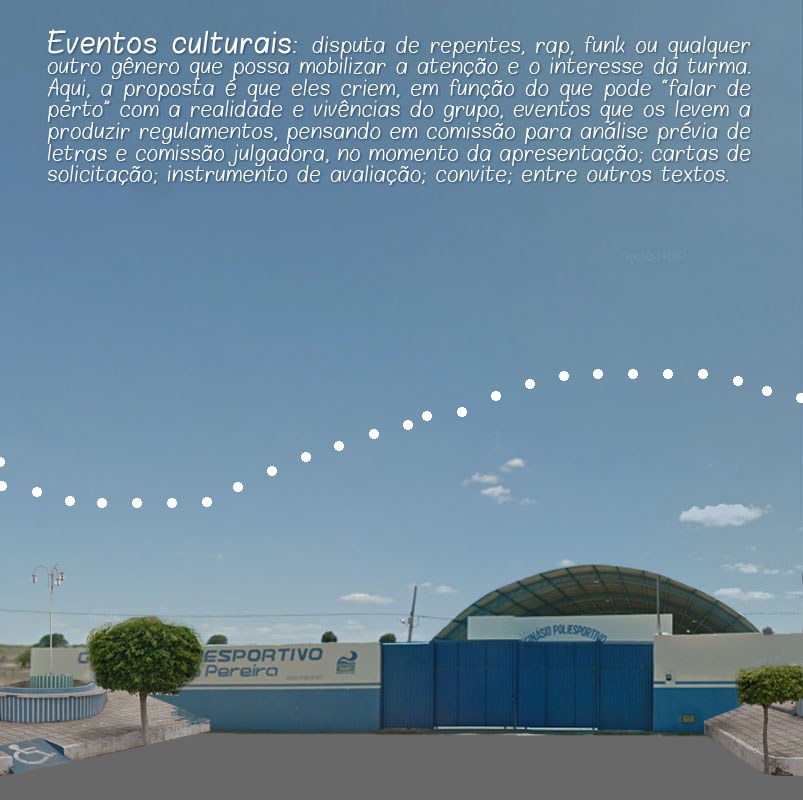 Eventos culturais: disputa de repentes, rap, funk ou qualquer
outro gênero que possa mobilizar a atenção e o interesse da turma.
Aqui, a proposta é que eles criem, em função do que pode “falar de
perto” com a realidade e vivências do grupo, eventos que os levem a
produzir regulamentos, pensando em comissão para análise prévia de
letras e comissão julgadora, no momento da apresentação; cartas de
solicitação; instrumento de avaliação; convite; entre outros textos.
GINÁSIO POLIESPORTIVO
ESPORTIVO
Pereira